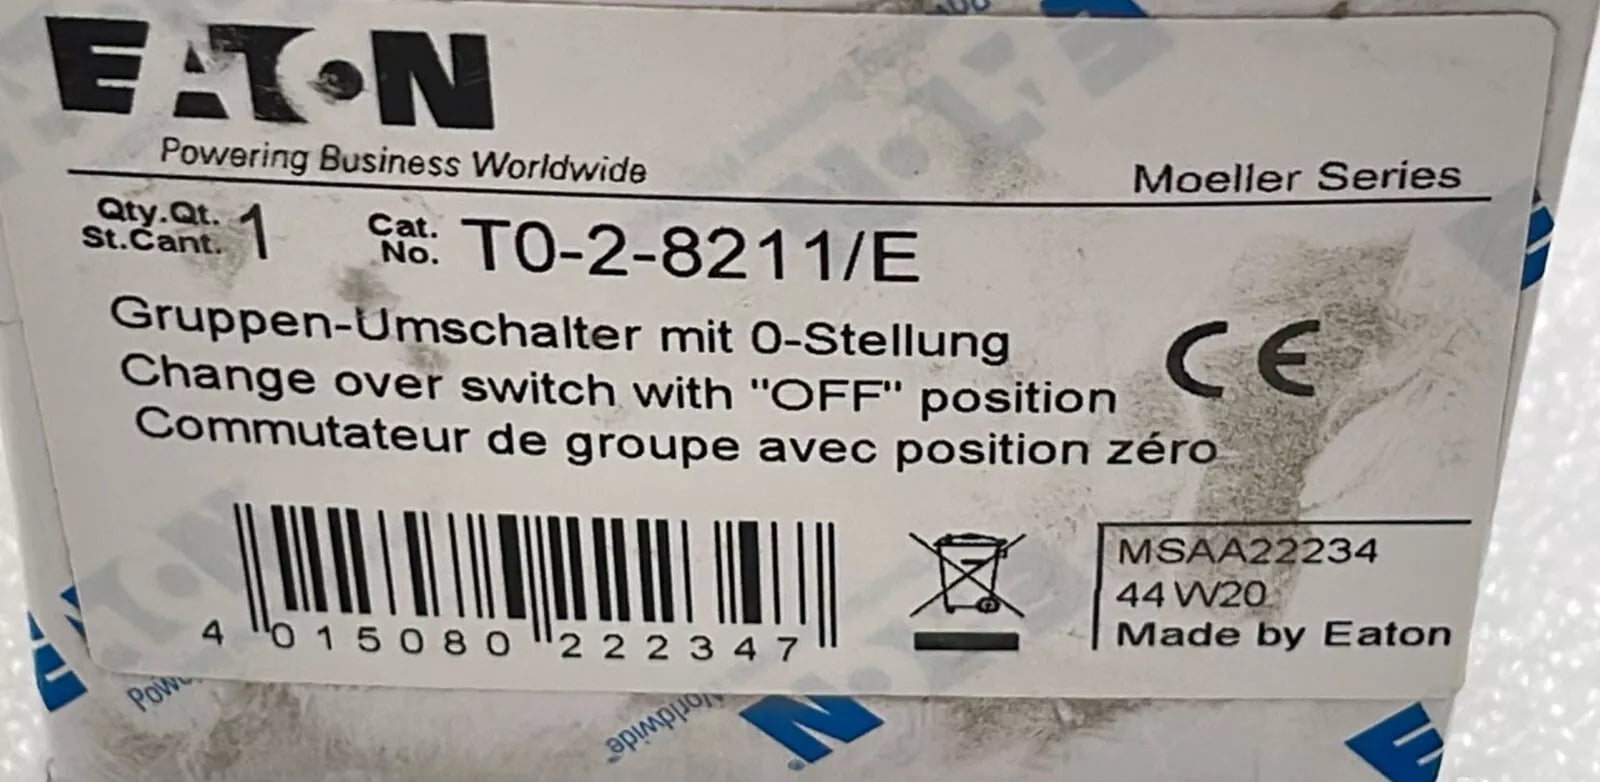 EATON
Powering Business Worldwide
Moeller Series
Qty.Qt. 1
St.Cant.
Cat. No. T0-2-8211/E
Gruppen-Umschalter mit 0-Stellung
Change over switch with "OFF" position
Commutateur de groupe avec position zéro
CE
4 015080 222347
MSAA22234
44W20
Made by Eaton
Worldwide